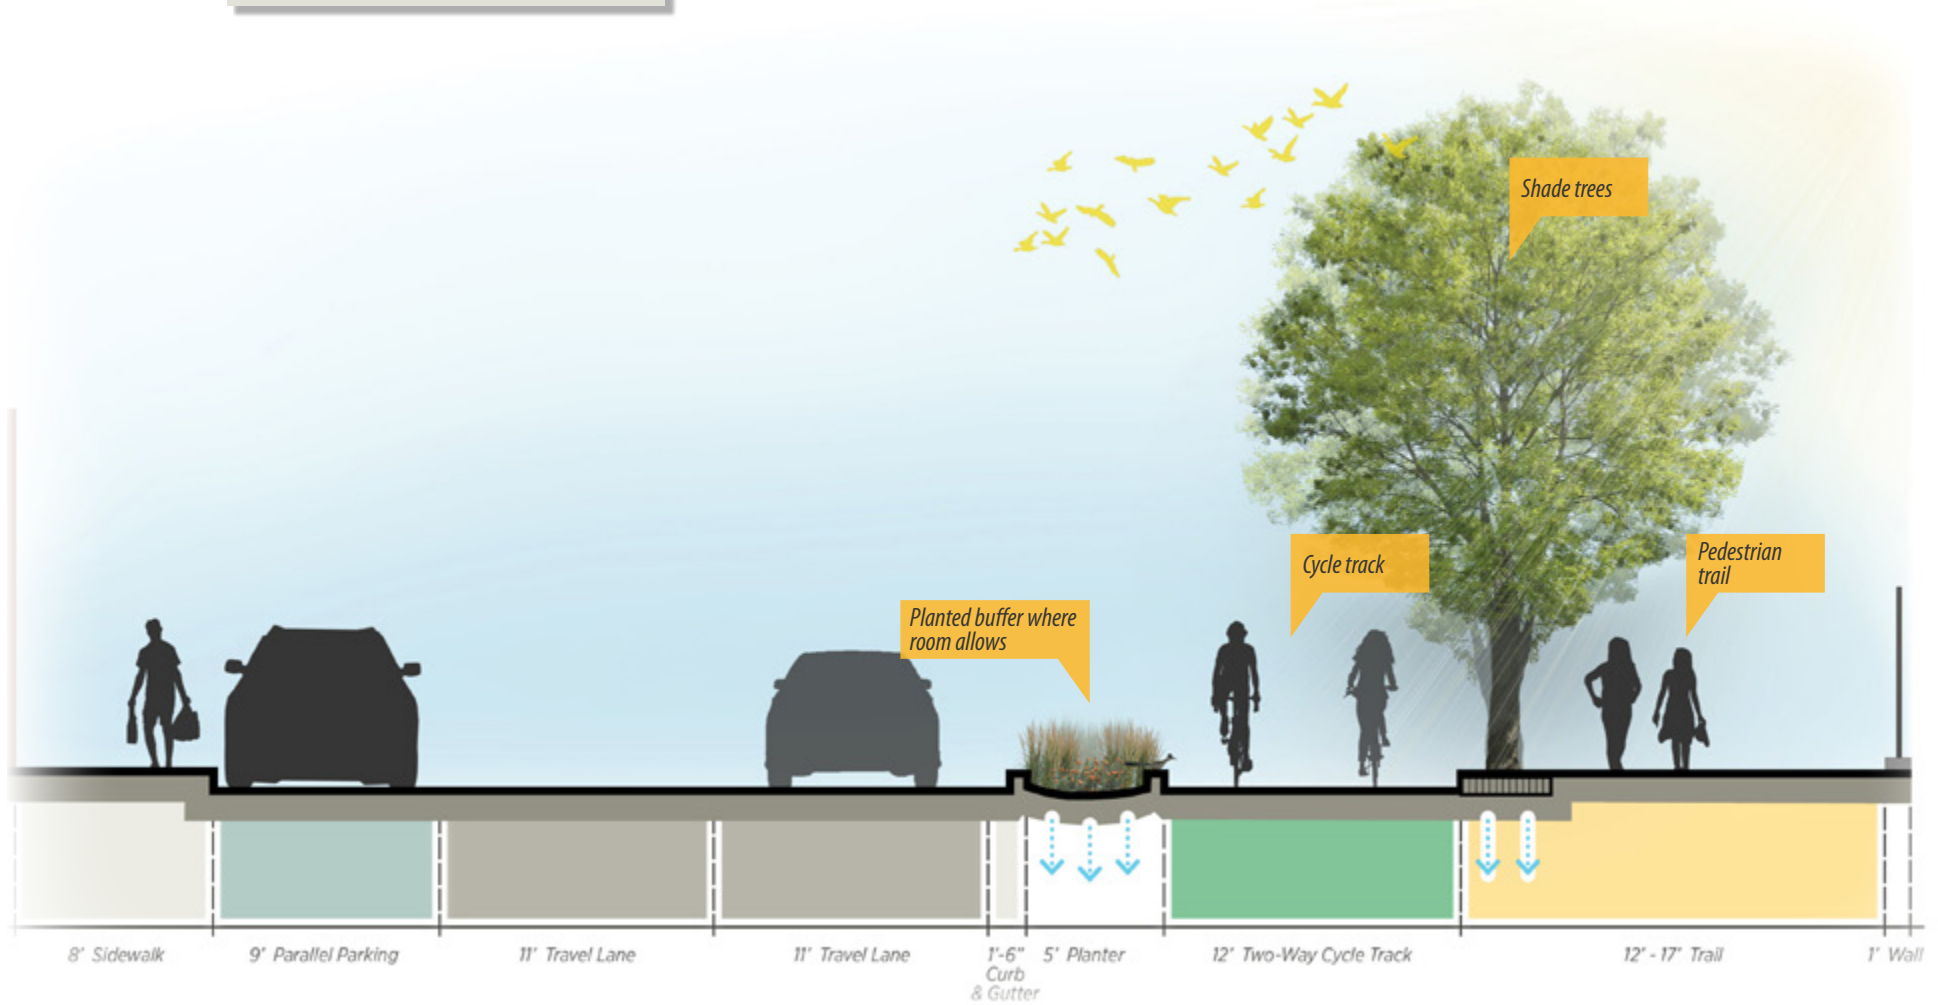 Shade trees
Cycle track
Pedestrian
trail
Planted buffer where
room allows
8' Sidewalk
9' Parallel Parking
11' Travel Lane
11' Travel Lane
1'-6"
Curb
& Gutter
5' Planter
12' Two-Way Cycle Track
12' - 17' Trail
1' Wall